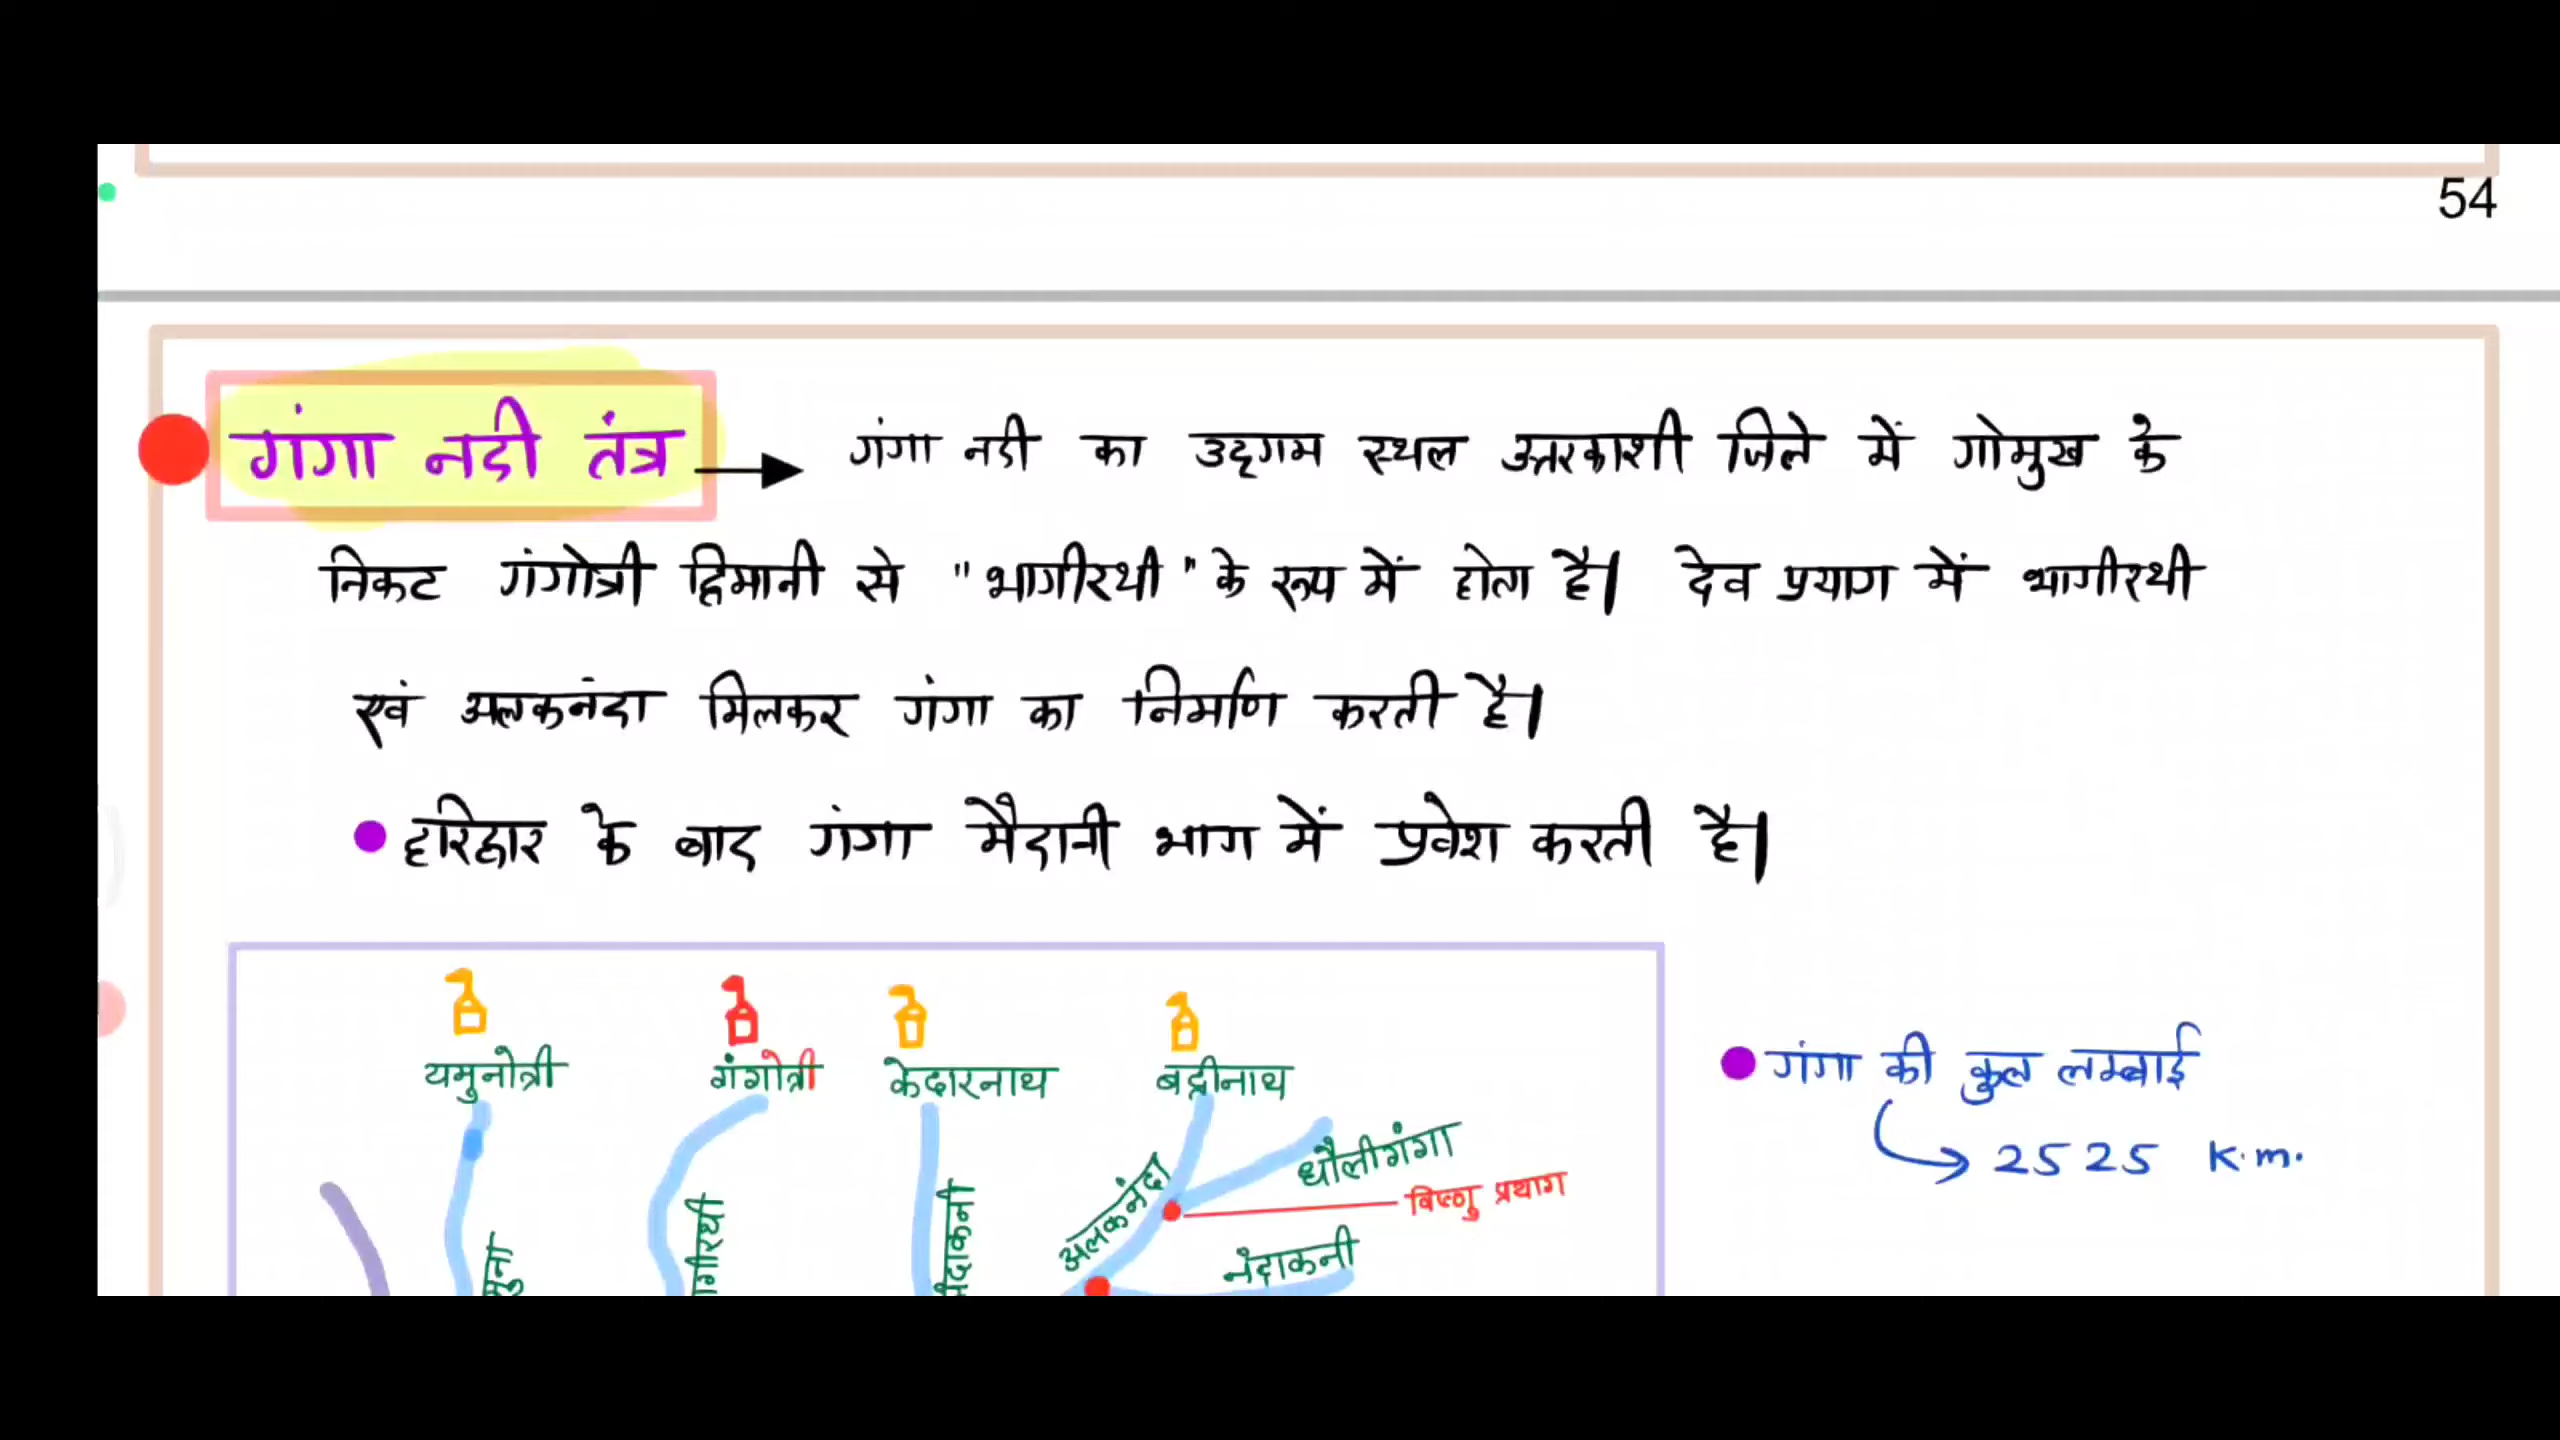 54
गंगा नदी तंत्र → गंगा नदी का उद्दगम स्थल उत्तरकाशी जिले में गोमुख के
निकट गंगोत्री हिमानी से "भागीरथी" के रूप में होता है। देव प्रयाग में भागीरथी
एवं अलकनंदा मिलकर गंगा का निर्माण करती है।
हरिद्वार के बाद गंगा मैदानी भाग में प्रवेश करती है।
यमुनोत्री गंगोत्री केदारनाथ बद्रीनाथ
गंगा की कुल लम्बाई
2525 K.m.
धौलीगंगा
विष्णु प्रयाग
अलकनंदा
नंदाकनी